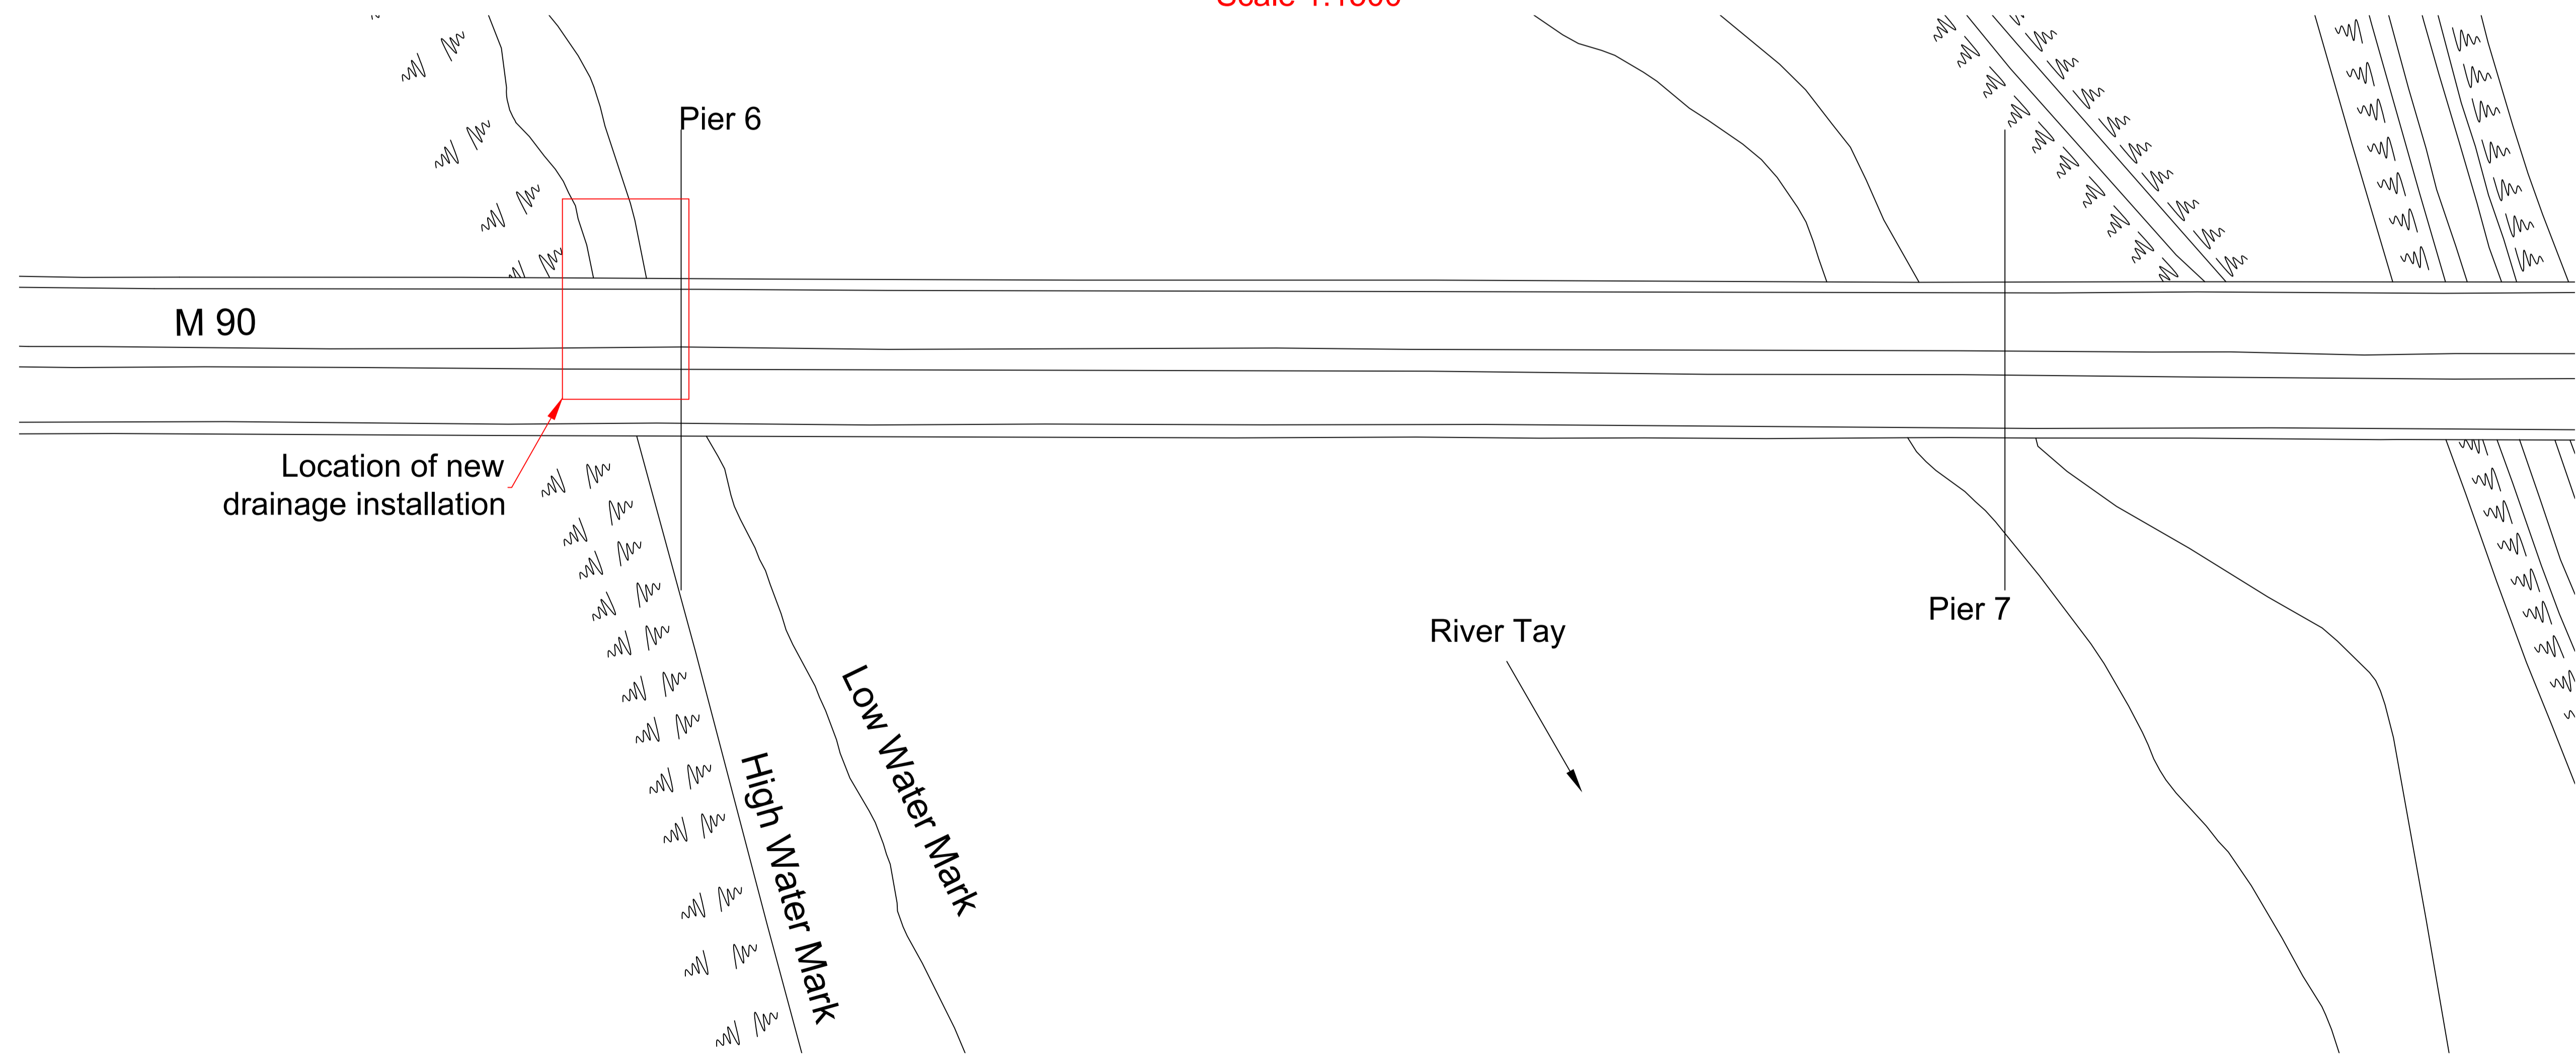 Pier 6
M 90
Location of new
drainage installation
Pier 7
River Tay
Low Water Mark
High Water Mark